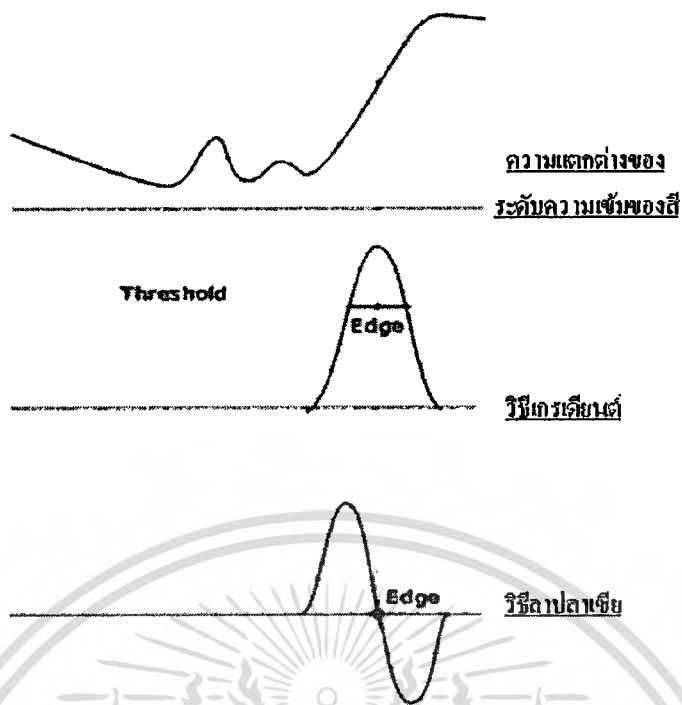 ความแตกต่างของ
ระดับความเข้มของสี
Threshold
Edge
วิธีเกรเดียนต์
Edge
วิธีลาปลาเซีย